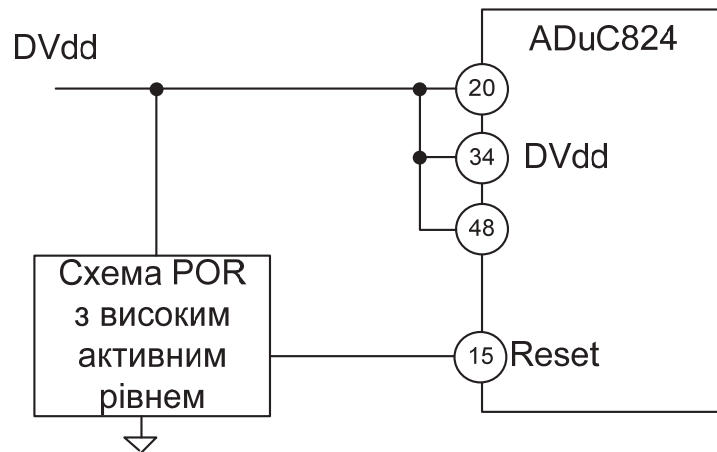 DVdd
ADuC824
20
34
DVdd
48
Схема POR
з високим
активним
рівнем
15
Reset